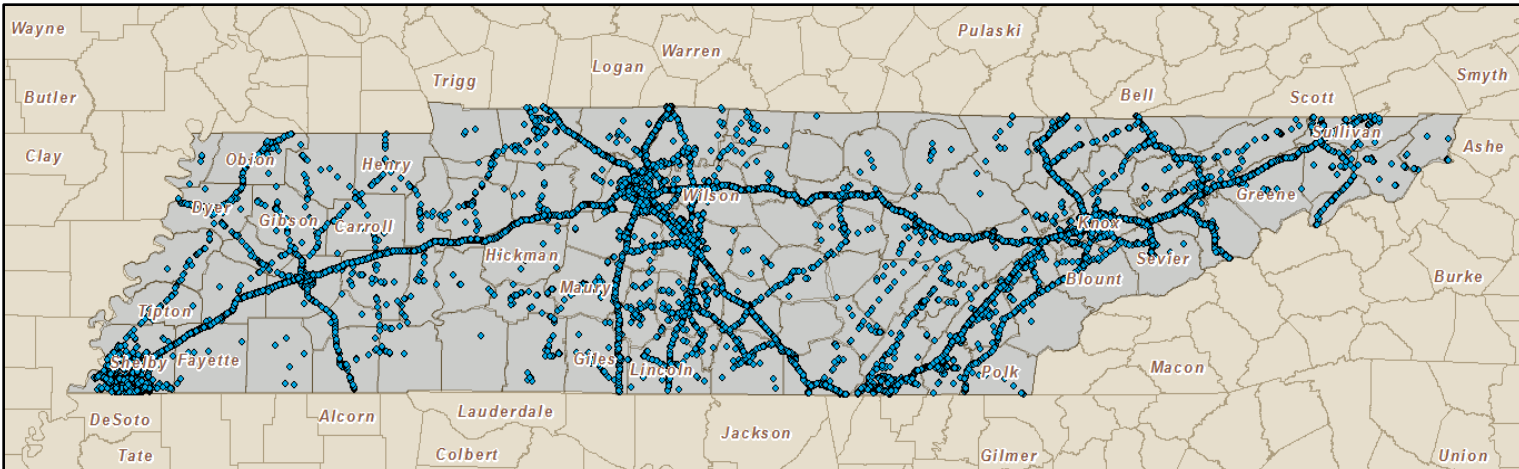 Wayne
Pulaski
Warren
Logan
Trigg
Smyth
Butler
Bell
Scott
Sullivan
Clay
Obion
Henry
Ashe
Wilson
Greene
Dyer
Gibson
Carroll
Knox
Hickman
Sevier
Blount
Burke
Maury
Tipton
Shelby
Fayette
Giles
Lincoln
Polk
Macon
DeSoto
Alcorn
Lauderdale
Jackson
Tate
Colbert
Gilmer
Union